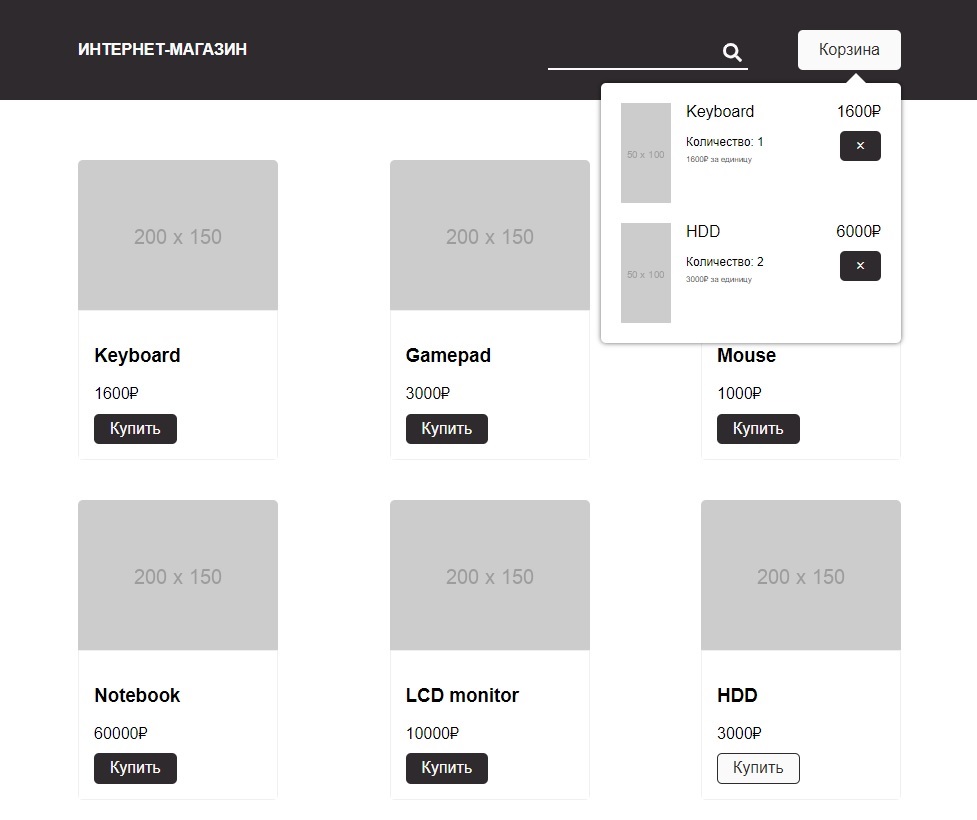 ИНТЕРНЕТ-МАГАЗИН
Корзина
Keyboard 1600₽
Количество: 1 ×
1600₽ за единицу
50 x 100
HDD 6000₽
Количество: 2 ×
3000₽ за единицу
50 x 100
200 x 150 200 x 150
Keyboard Gamepad Mouse
1600₽ 3000₽ 1000₽
Купить Купить Купить
200 x 150 200 x 150 200 x 150
Notebook LCD monitor HDD
60000₽ 10000₽ 3000₽
Купить Купить Купить